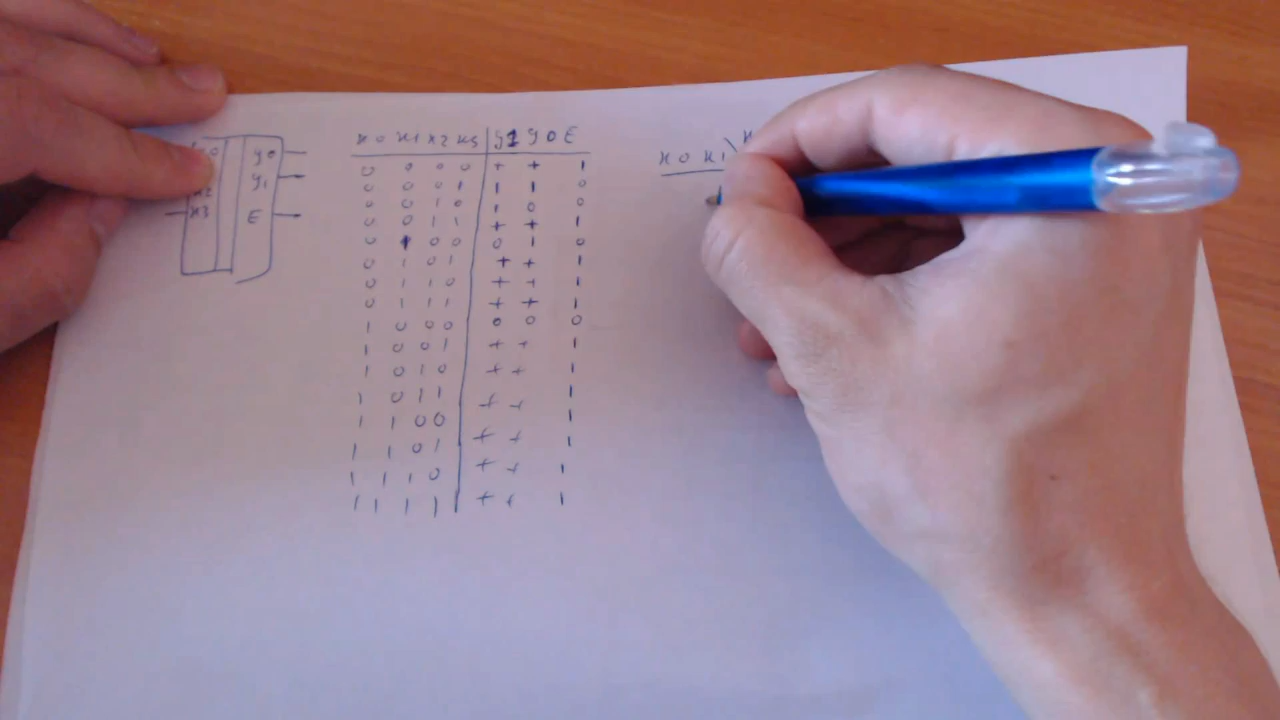 y0
y1
x3 E
x0 x1 x2 x3 y1 y0 E
0 0 0 0 + + 1
0 0 0 1 1 1 0
0 0 1 0 1 0 0
0 0 1 1 + + 1
0 1 0 0 0 1 0
0 1 0 1 + + 1
0 1 1 0 + + 1
0 1 1 1 + + 1
1 0 0 0 0 0 0
1 0 0 1 + + 1
1 0 1 0 + + 1
1 0 1 1 + + 1
1 1 0 0 1
1 1 0 1 + + 1
1 1 1 0 + + 1
1 1 1 1 + + 1
x0 x1